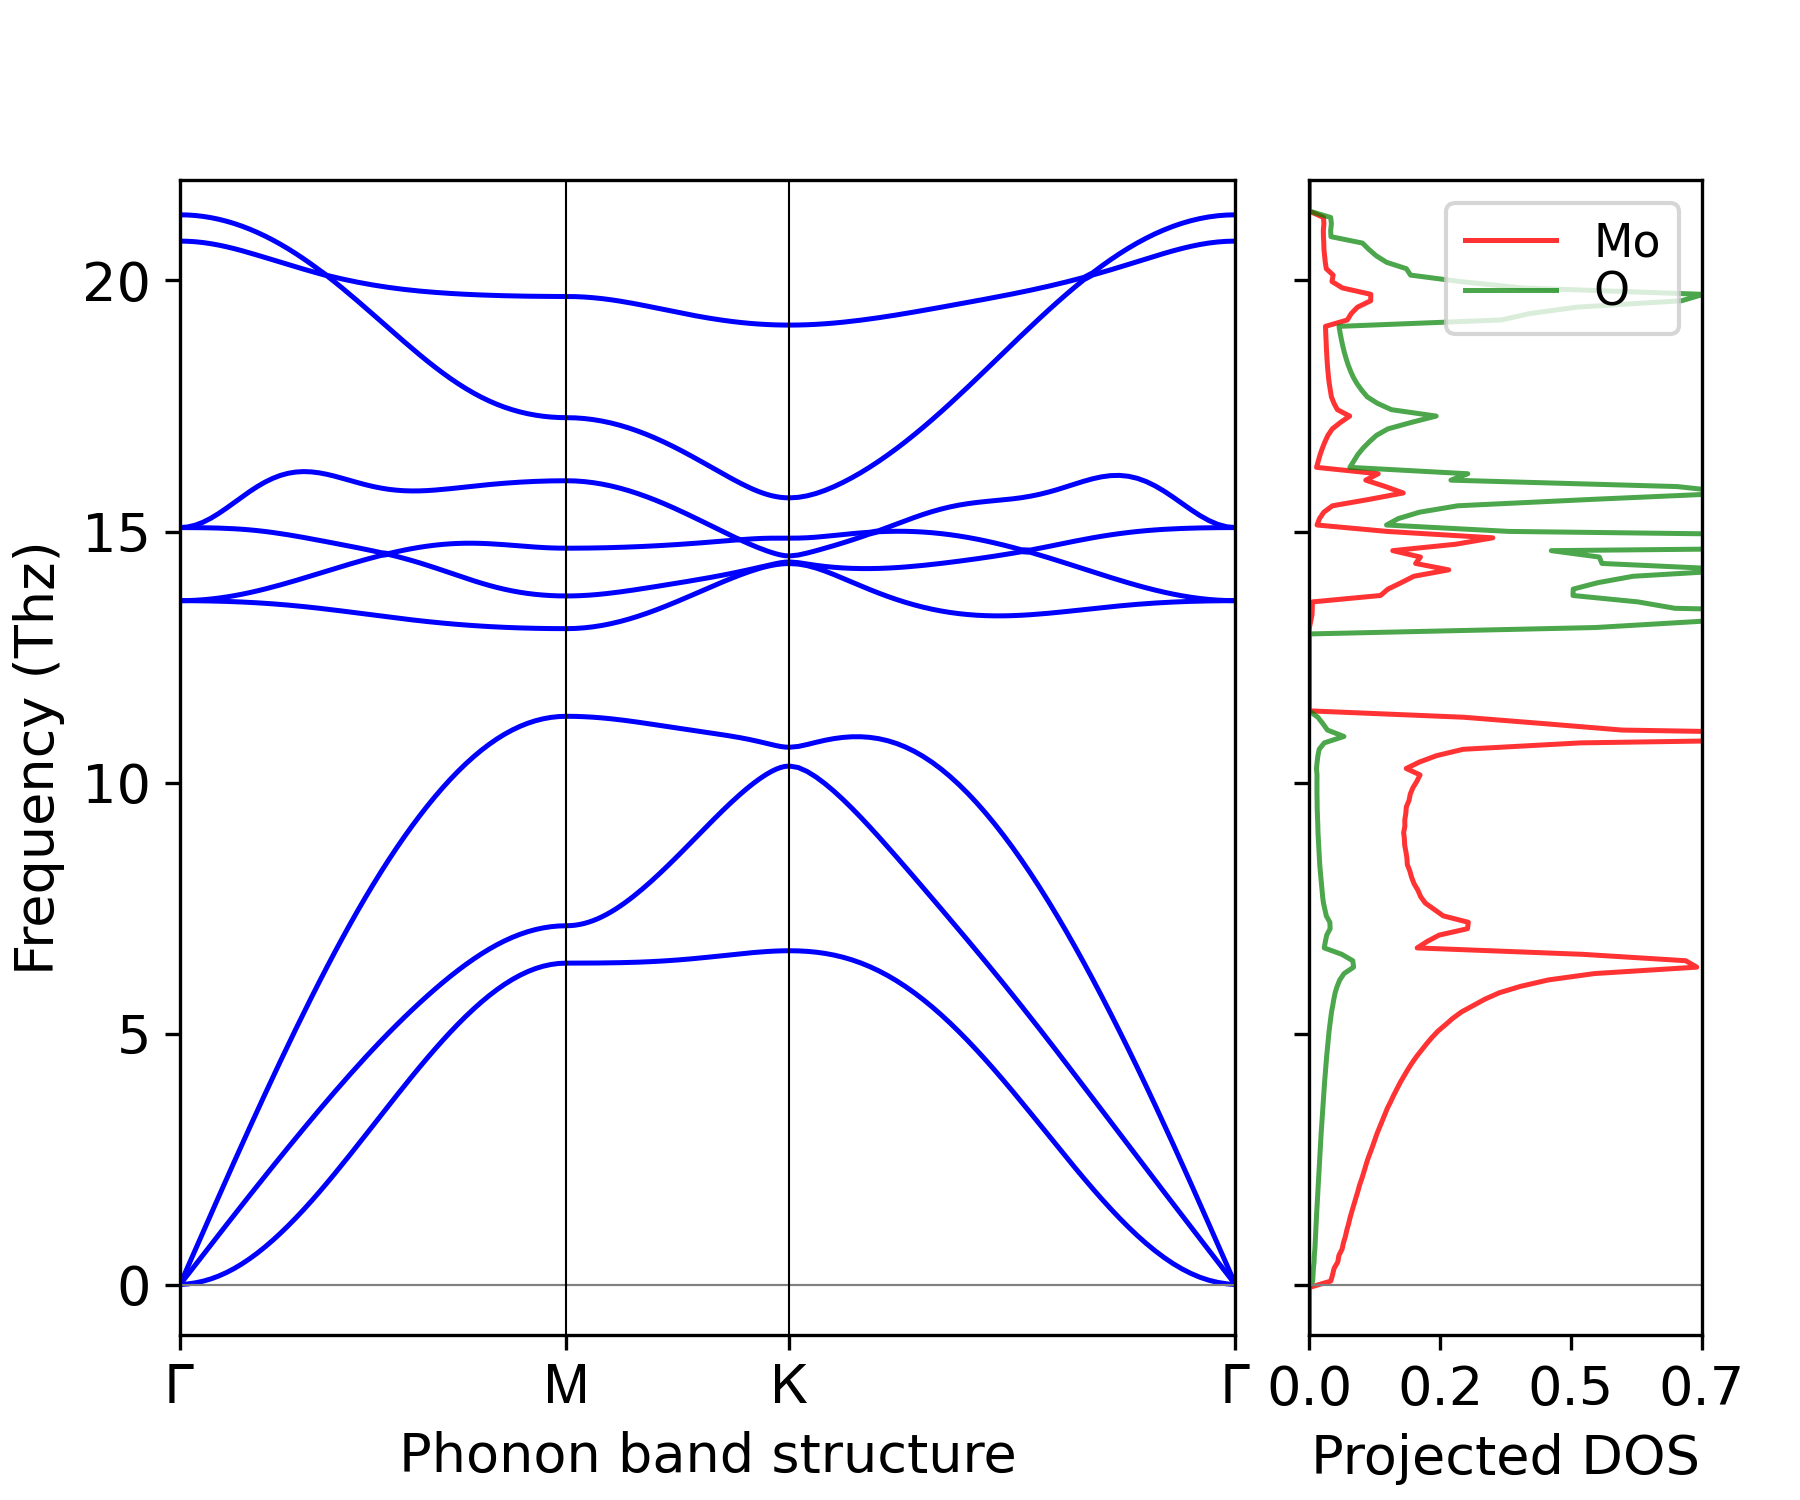 Frequency (Thz)
20
15
10
5
0
Γ M K Γ
Phonon band structure
Mo
O
0.0 0.2 0.5 0.7
Projected DOS